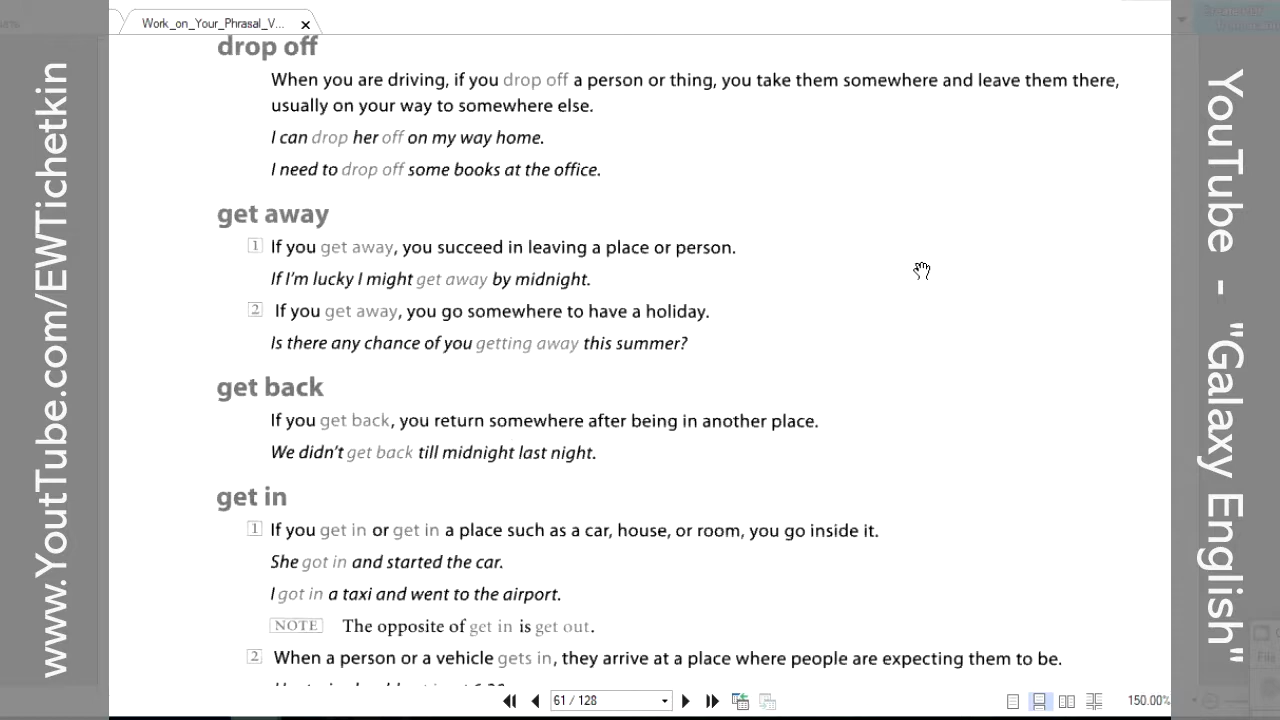 Work_on_Your_Phrasal_V...
drop off
When you are driving, if you drop off a person or thing, you take them somewhere and leave them there,
usually on your way to somewhere else.
I can drop her off on my way home.
I need to drop off some books at the office.
get away
1 If you get away, you succeed in leaving a place or person.
If I'm lucky I might get away by midnight.
2 If you get away, you go somewhere to have a holiday.
Is there any chance of you getting away this summer?
get back
If you get back, you return somewhere after being in another place.
We didn't get back till midnight last night.
get in
1 If you get in or get in a place such as a car, house, or room, you go inside it.
She got in and started the car.
I got in a taxi and went to the airport.
NOTE The opposite of get in is get out.
2 When a person or a vehicle gets in, they arrive at a place where people are expecting them to be.
61 / 128
150.00%
www.YoutTube.com/EWTichetkin
YouTube - "Galaxy English"
File